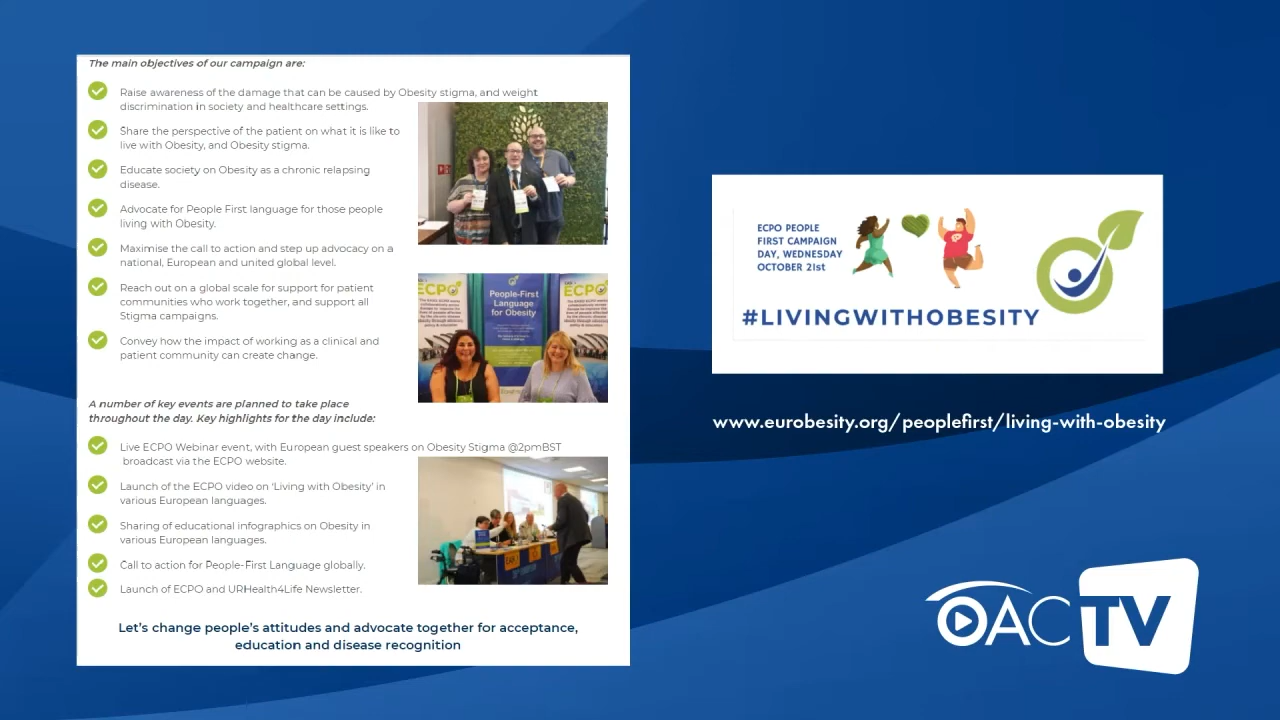 The main objectives of our campaign are:
Raise awareness of the damage that can be caused by Obesity stigma, and weight
discrimination in society and healthcare settings.
Share the perspective of the patient on what it is like to
live with Obesity, and Obesity stigma.
Educate society on Obesity as a chronic relapsing
disease.
Advocate for People First language for those people
living with Obesity.
Maximise the call to action and step up advocacy on a
national, European and united global level.
Reach out on a global scale for support for patient
communities who work together, and support all
Stigma campaigns.
Convey how the impact of working as a clinical and
patient community can create change.
ECPO
People-First
Language
for Obesity
ECPO
A number of key events are planned to take place
throughout the day. Key highlights for the day include:
Live ECPO Webinar event, with European guest speakers on Obesity Stigma @2pmBST
broadcast via the ECPO website.
Launch of the ECPO video on ‘Living with Obesity’ in
various European languages.
Sharing of educational infographics on Obesity in
various European languages.
Call to action for People-First Language globally.
Launch of ECPO and URHealth4Life Newsletter.
Let’s change people’s attitudes and advocate together for acceptance,
education and disease recognition
ECPO PEOPLE
FIRST CAMPAIGN
DAY, WEDNESDAY
OCTOBER 21st
#LIVINGWITHOBESITY
www.eurobesity.org/peoplefirst/living-with-obesity
OAC TV